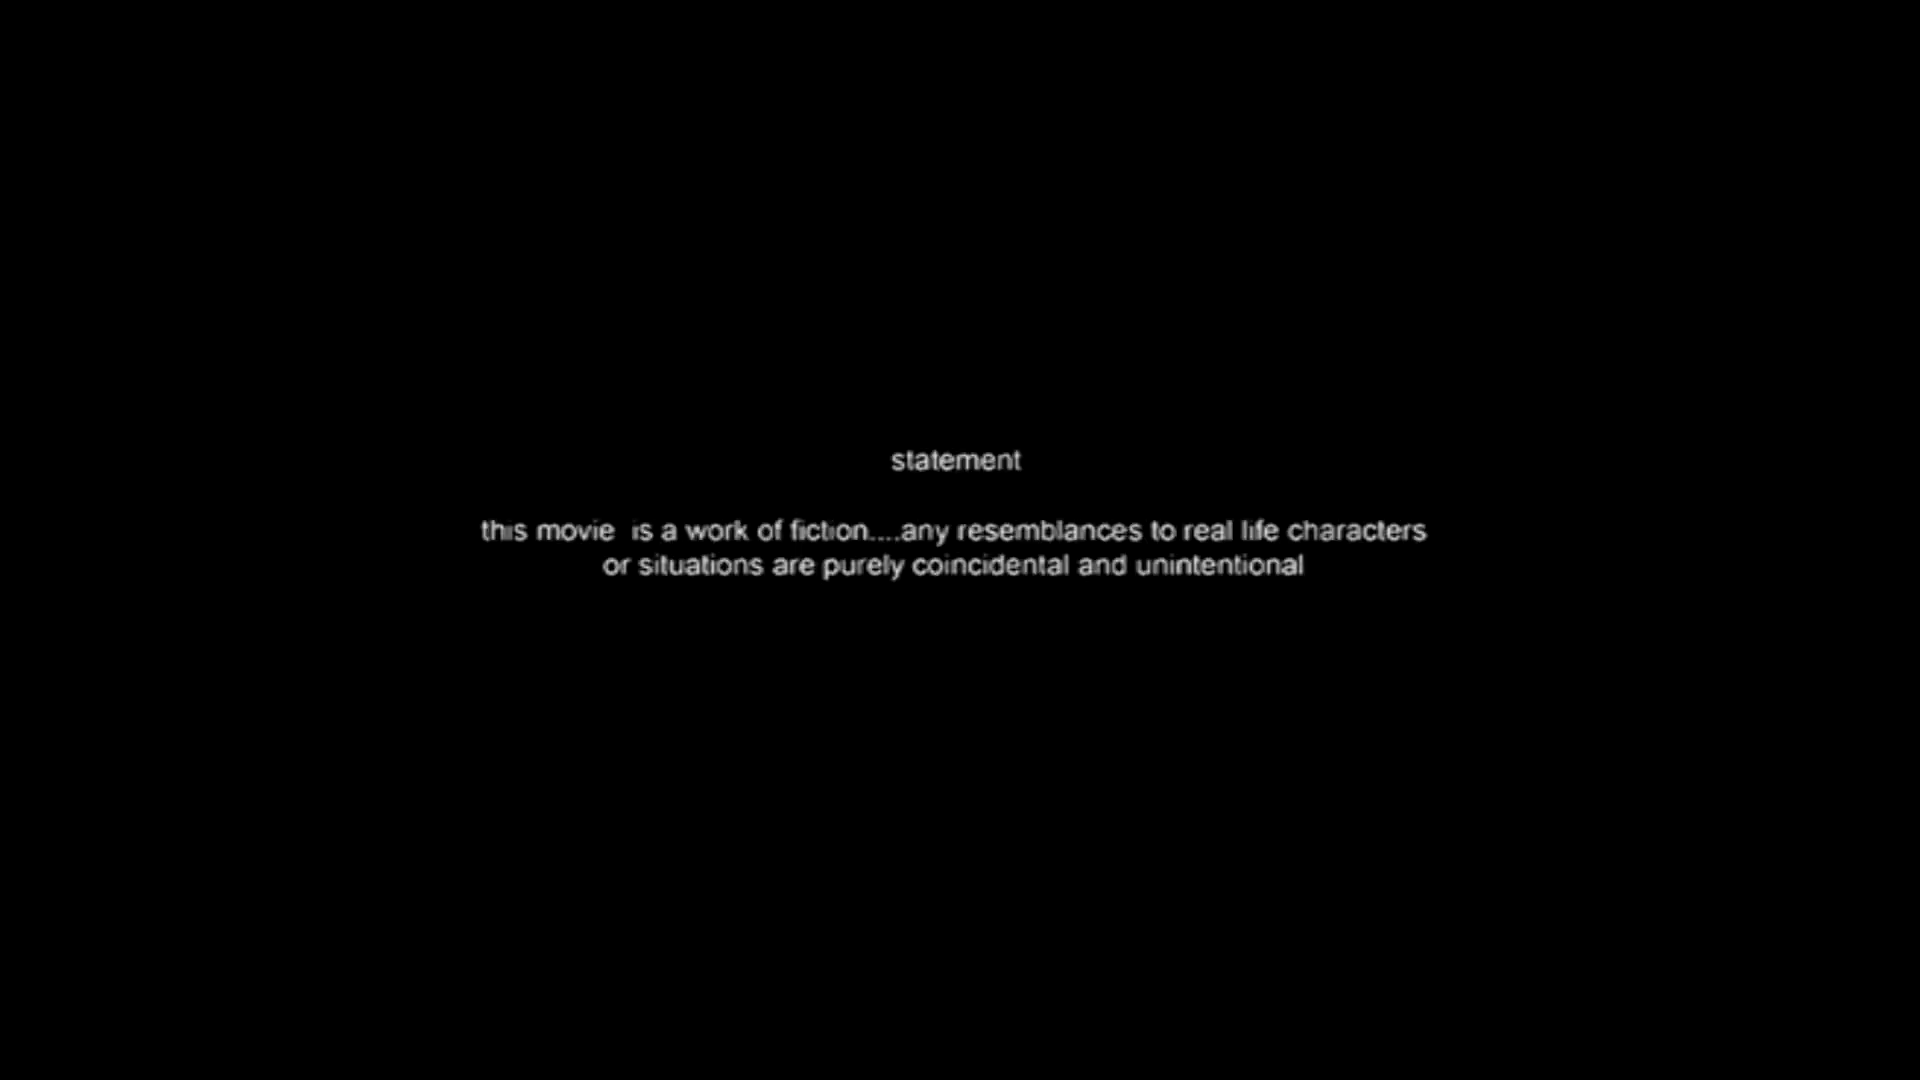 statement
this movie  is a work of fiction....any resemblances to real life characters
or situations are purely coincidental and unintentional